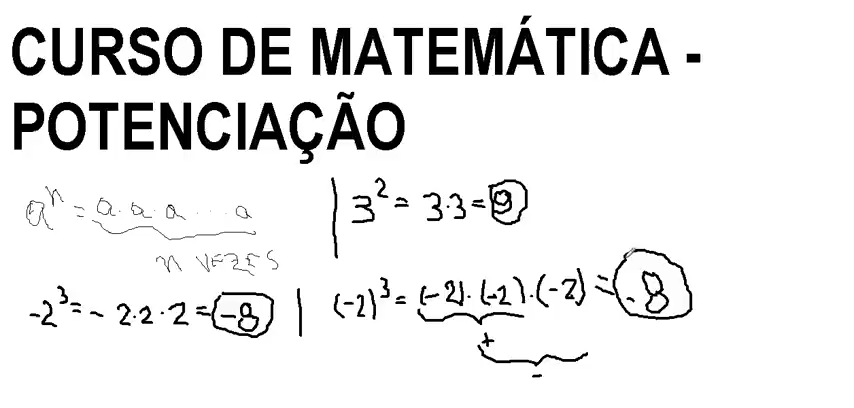 CURSO DE MATEMÁTICA -
POTENCIAÇÃO
aⁿ = a.a.a...a
n VEZES
3² = 3.3 = 9
-2³ = - 2.2.2 = -8
(-2)³ = (-2).(-2).(-2) = -8
+
-